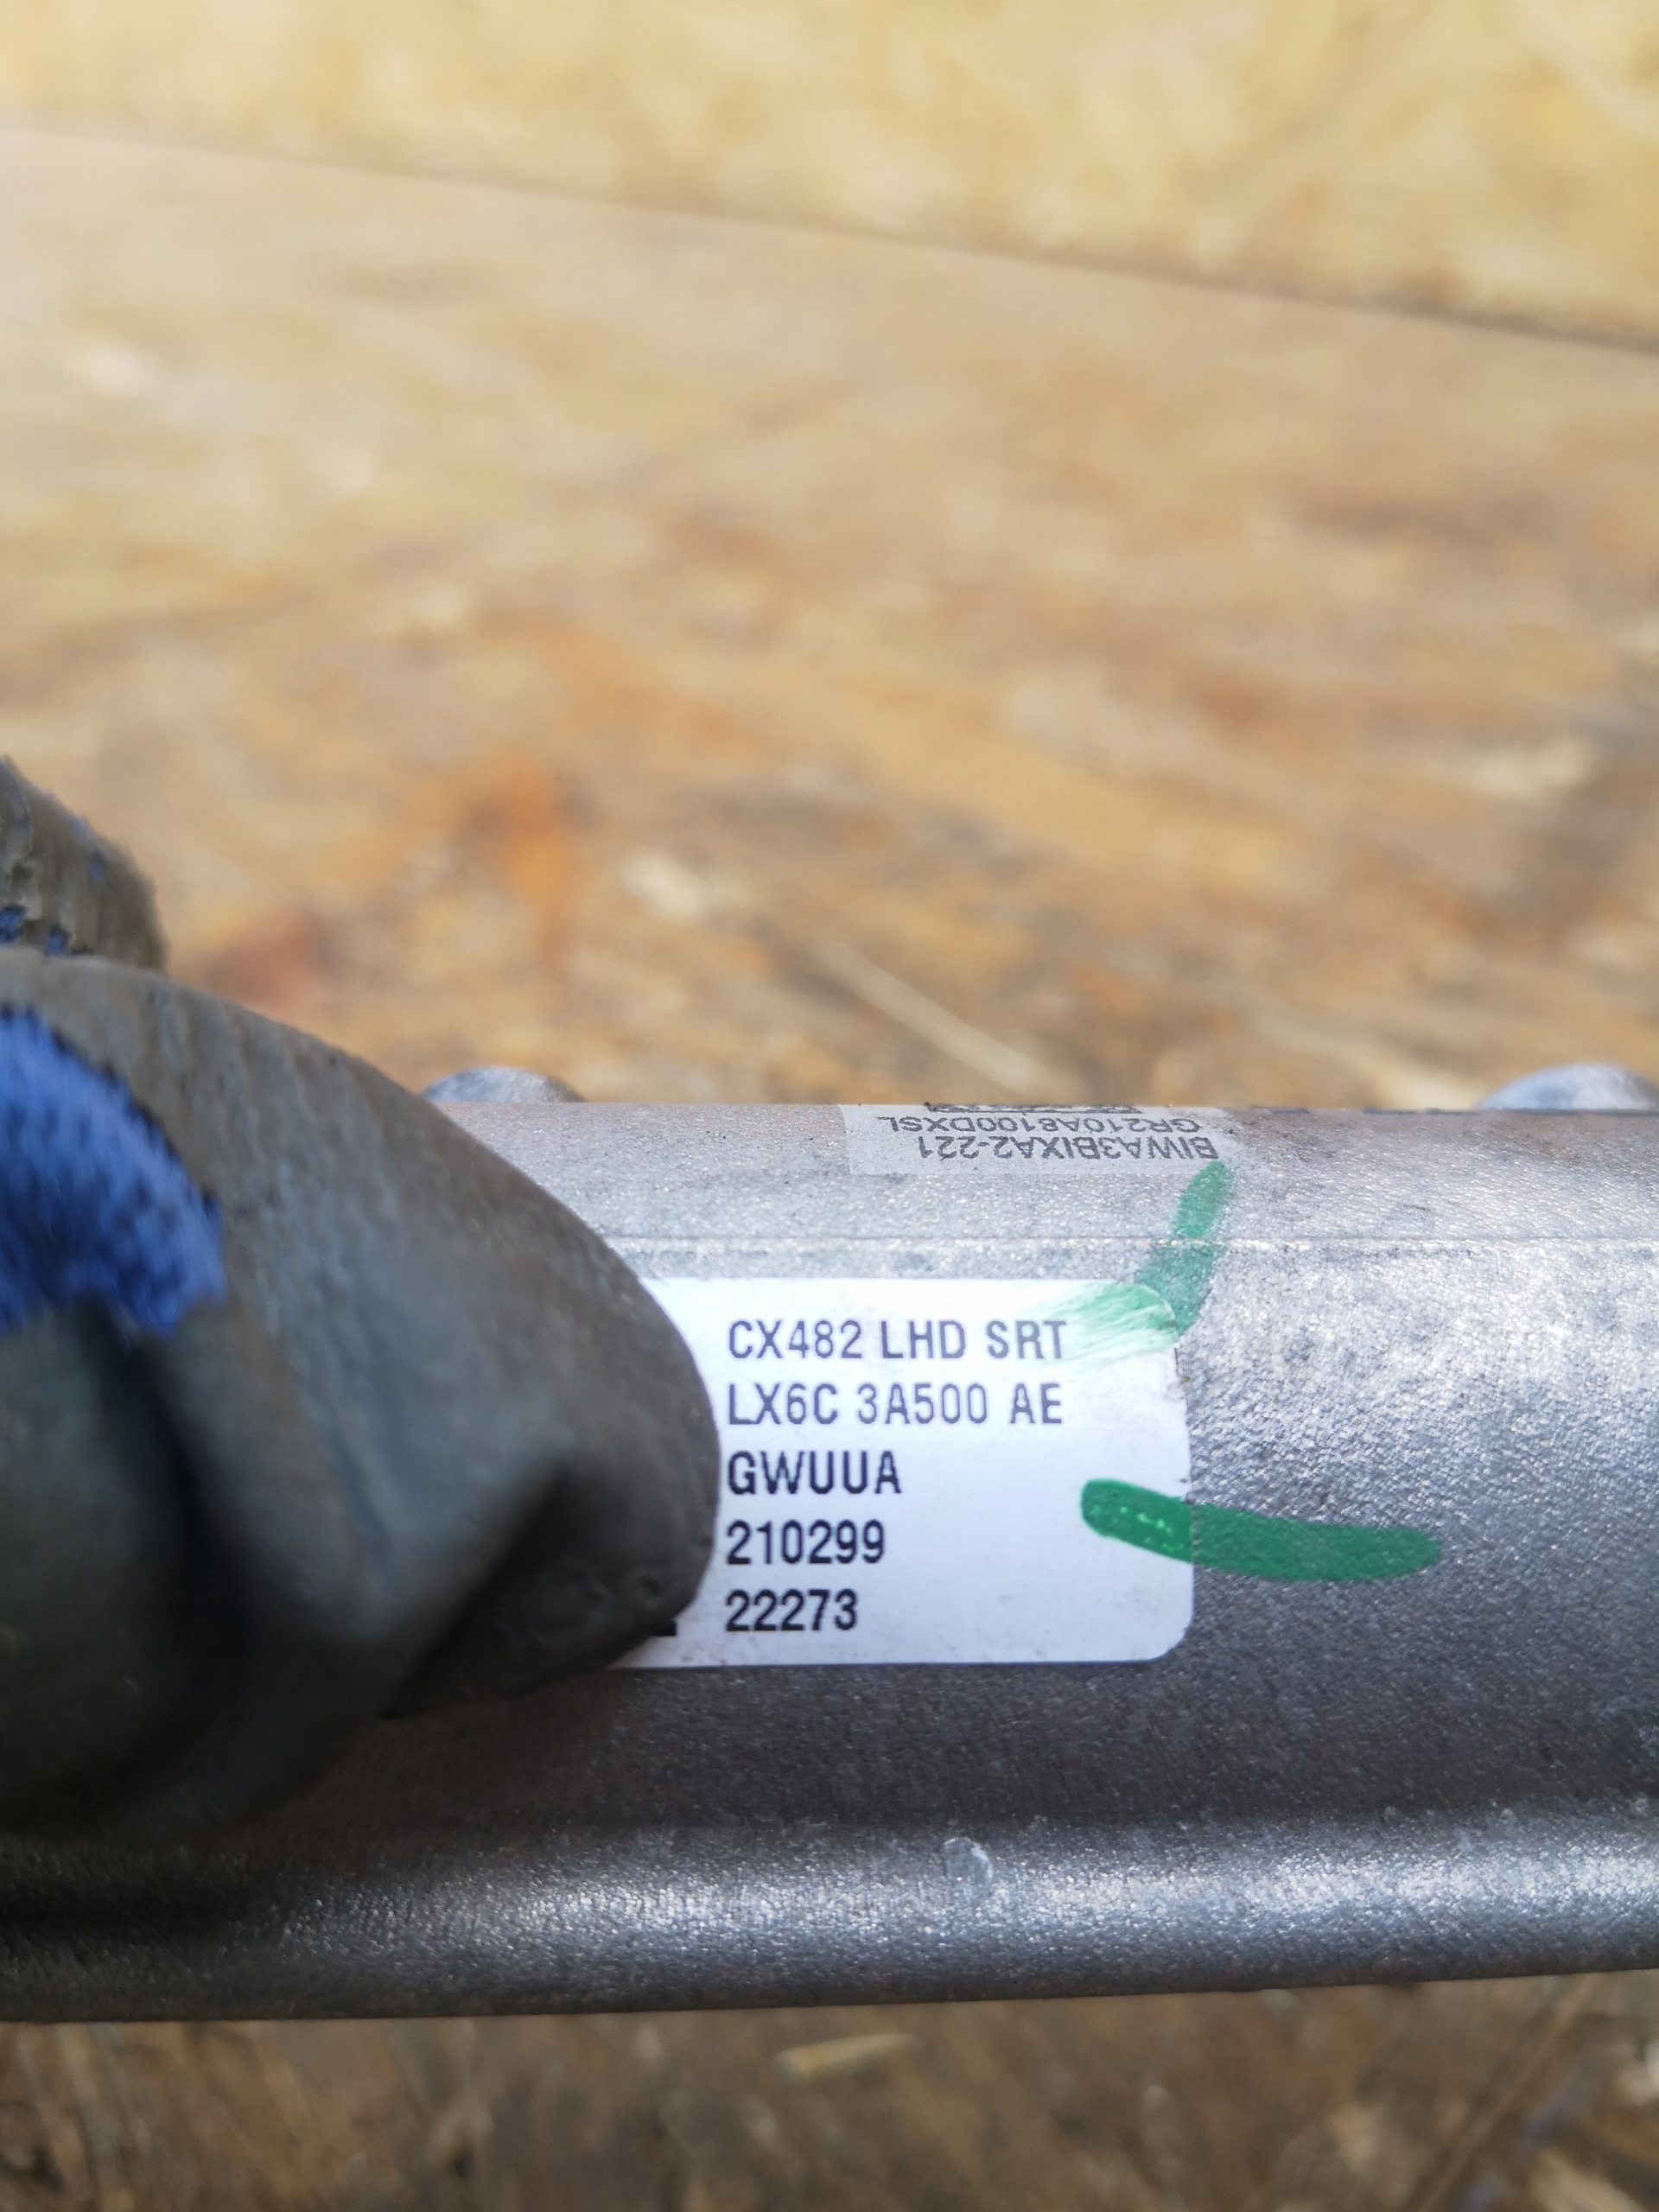 BIWA3BIXA2-221
GR210A8100DXSL
CX482 LHD SRT
LX6C 3A500 AE
GWUUA
210299
22273